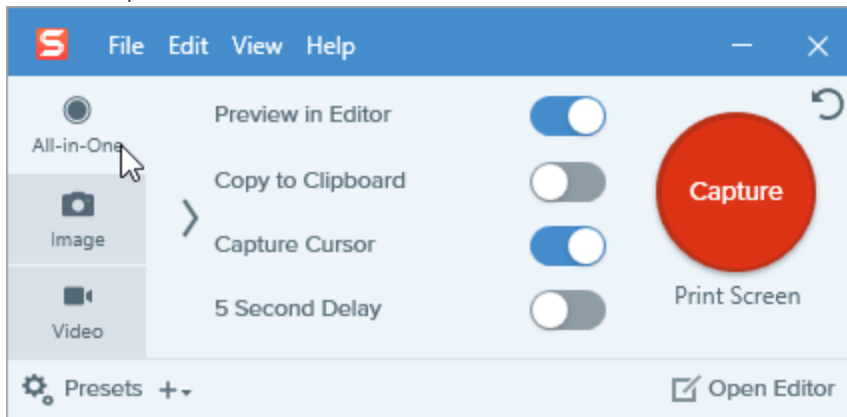 S File Edit View Help
All-in-One
Image
Video
Preview in Editor
Copy to Clipboard
Capture Cursor
5 Second Delay
Capture
Print Screen
Presets
Open Editor